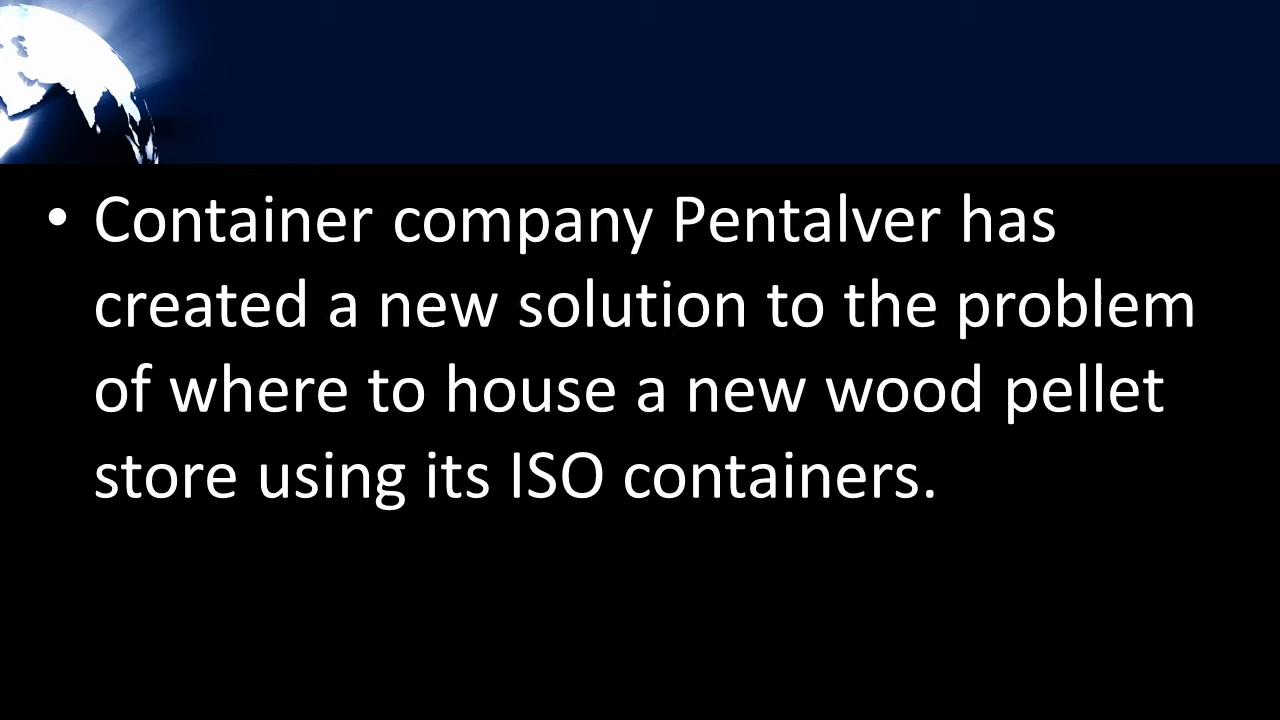 • Container company Pentalver has
created a new solution to the problem
of where to house a new wood pellet
store using its ISO containers.